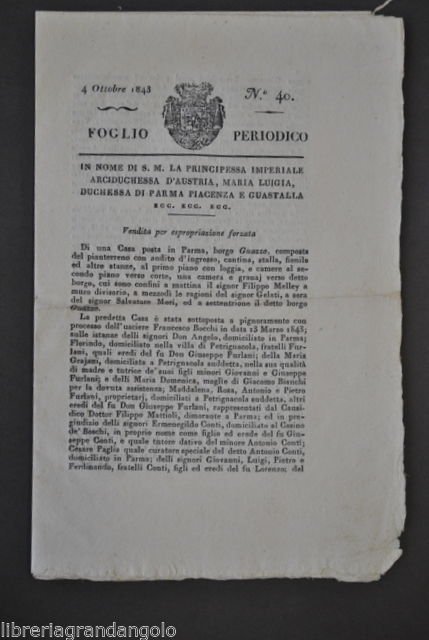 4 Ottobre 1843
N.º 40.
FOGLIO PERIODICO
IN NOME DI S. M. LA PRINCIPESSA IMPERIALE
ARCIDUCHESSA D'AUSTRIA, MARIA LUIGIA,
DUCHESSA DI PARMA PIACENZA E GUASTALLA
ECC. ECC. ECC.
Vendita per espropriazione forzata
Di una Casa posta in Parma, borgo Guazzo, composta
del pianterreno con andito d'ingresso, cantina, stalla, fienile
ed altre stanze, al primo piano con loggia, e camere al se-
condo piano verso corte, una camera e granaj verso detto
borgo, cui sono confini a mattina il signor Filippo Melley a
muro divisorio, a mezzodì le ragioni del signor Gelati, a sera
del signor Salvatore Mori, ed a settentrione il detto borgo
Guazzo.
La predetta Casa è stata sottoposta a pignoramento con
processo dell'usciere Francesco Bocchi in data 13 Marzo 1843;
sulle istanze delli signori Don Angelo, domiciliato in Parma;
Florindo, domiciliato nella villa di Petrignacola, fratelli Fur-
lani, quali eredi del fu Don Giuseppe Furlani; della Maria
Grajani, domiciliata a Petrignacola suddetta, nella sua qualità
di madre e tutrice de' suoi figli minori Giovanni e Giuseppe
Furlani; e delli Maria Domenica, moglie di Giacomo Bianchi
per la dovuta assistenza; Maddalena, Rosa, Antonio e Pietro
Furlani, proprietarj, domiciliati a Petrignacola suddetta, altri
eredi del fu Don Giuseppe Furlani, rappresentati dal Causi-
dico Dottor Filippo Mattioli, dimorante a Parma; ed in pre-
giudizio delli signori Ermenegildo Conti, domiciliato al Casino
de' Boschi, in proprio nome come figlio ed erede del fu Giu-
seppe Conti, e quale tutore dativo del minore Antonio Conti;
Cesare Paglia quale curatore speciale del detto Antonio Conti,
domiciliato in Parma; delli signori Giovanni, Luigi, Pietro e
Ferdinando, fratelli Conti, figli ed eredi del fu Lorenzo; del
libreriagrandangolo